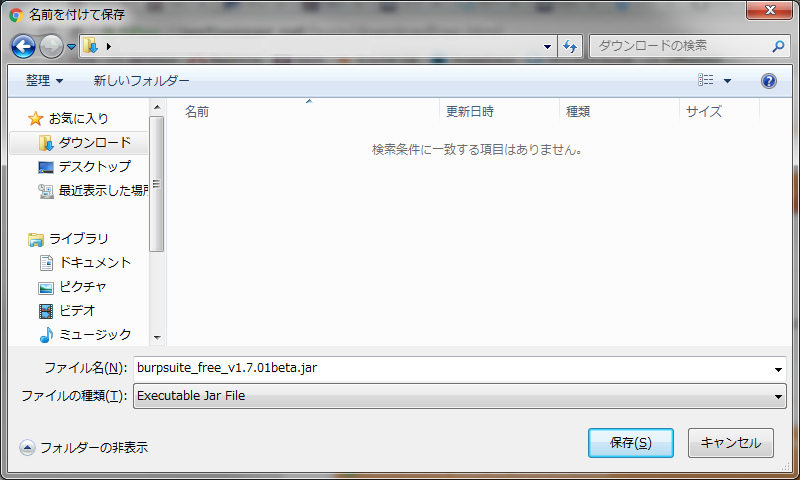 名前を付けて保存
ダウンロードの検索
整理 新しいフォルダー
名前 更新日時 種類 サイズ
検索条件に一致する項目はありません。
お気に入り
ダウンロード
デスクトップ
最近表示した場所
ライブラリ
ドキュメント
ピクチャ
ビデオ
ミュージック
ファイル名(N): burpsuite_free_v1.7.01beta.jar
ファイルの種類(T): Executable Jar File
フォルダーの非表示 保存(S) キャンセル